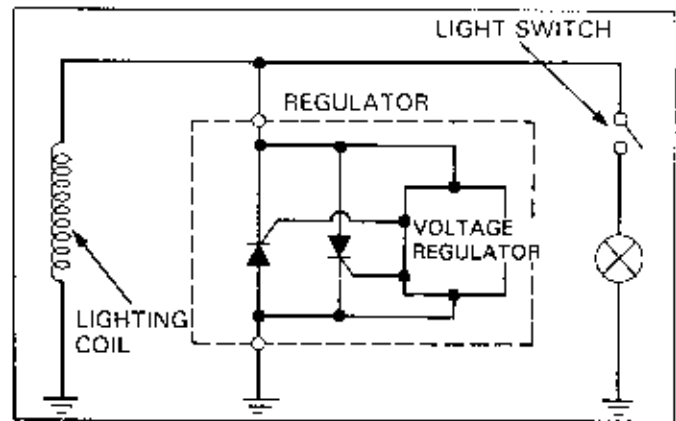 LIGHT SWITCH
REGULATOR
VOLTAGE
REGULATOR
LIGHTING
COIL